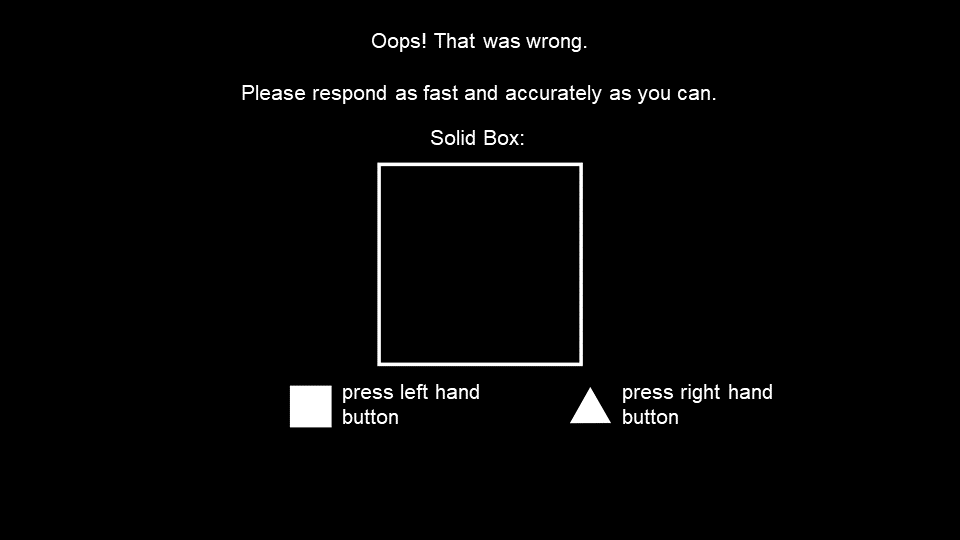 Oops! That was wrong.
Please respond as fast and accurately as you can.
Solid Box:
press left hand
button
press right hand
button